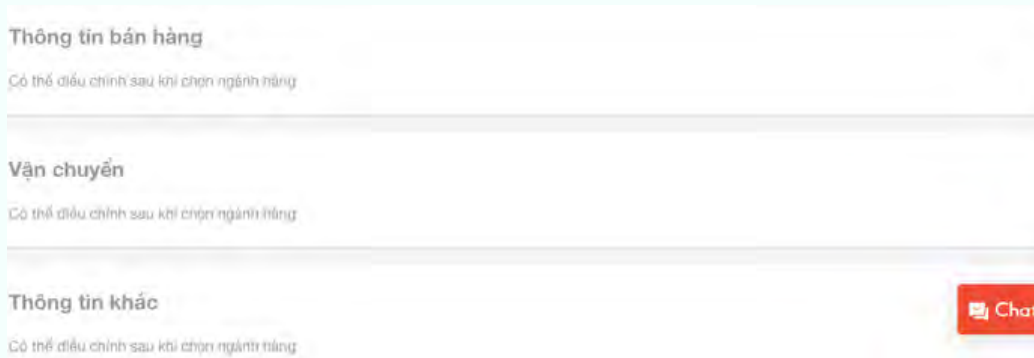 Thông tin bán hàng
Có thể điều chỉnh sau khi chọn ngành hàng
Vận chuyển
Có thể điều chỉnh sau khi chọn ngành hàng
Thông tin khác
Chat
Có thể điều chỉnh sau khi chọn ngành hàng